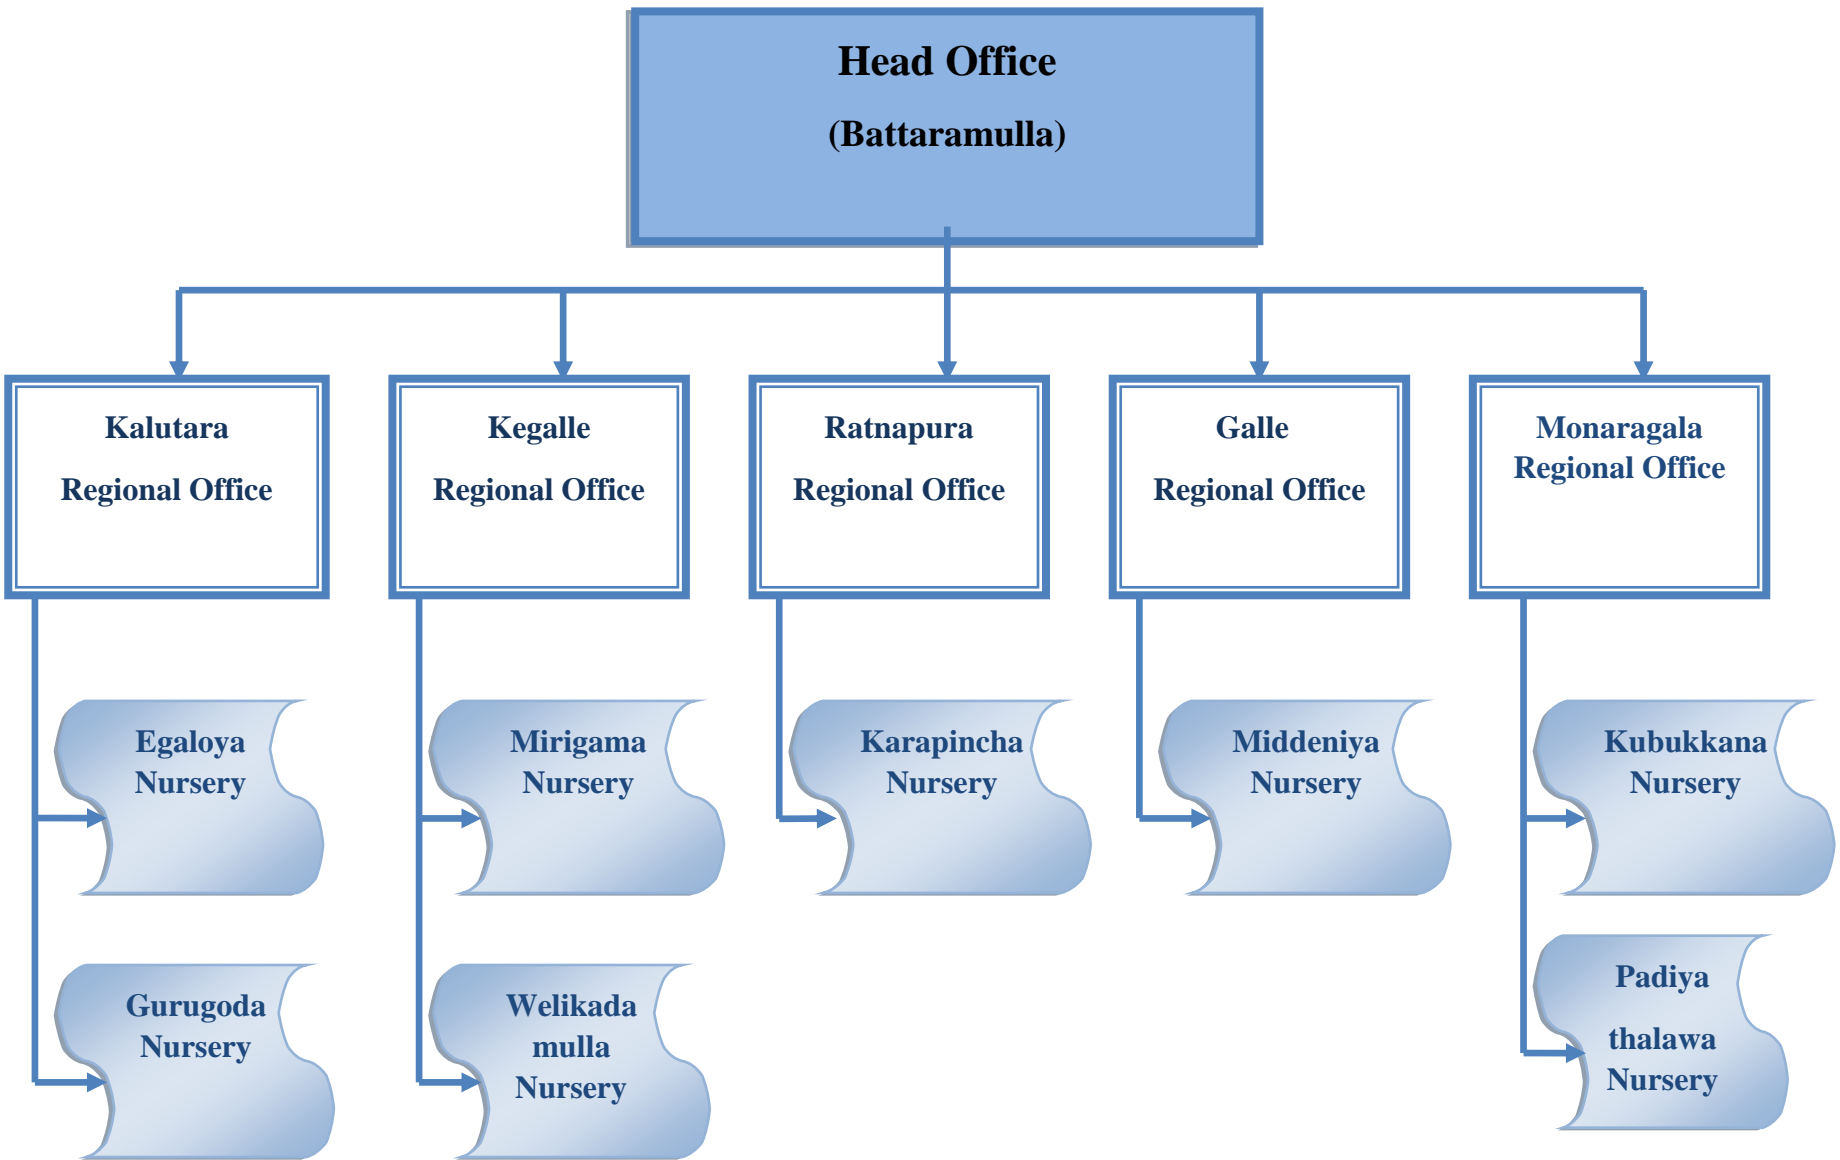 Head Office
(Battaramulla)
Kalutara
Regional Office
Kegalle
Regional Office
Ratnapura
Regional Office
Galle
Regional Office
Monaragala
Regional Office
Egaloya
Nursery
Mirigama
Nursery
Karapincha
Nursery
Middeniya
Nursery
Kubukkana
Nursery
Gurugoda
Nursery
Welikada
mulla
Nursery
Padiya
thalawa
Nursery